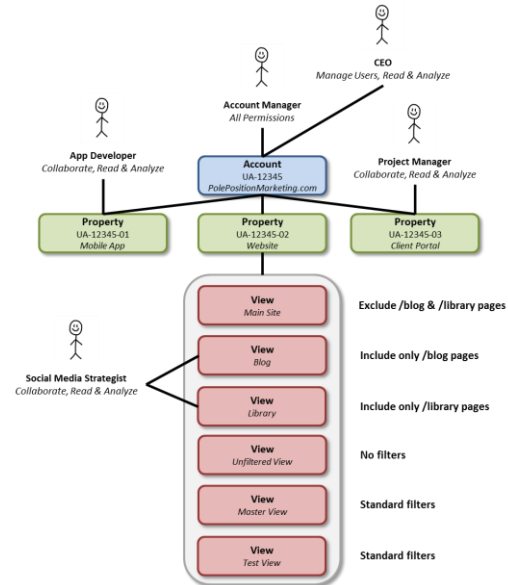 CEO
Manage Users, Read & Analyze
Account Manager
All Permissions
App Developer
Collaborate, Read & Analyze
Account
UA-12345
PolePositionMarketing.com
Project Manager
Collaborate, Read & Analyze
Property
UA-12345-01
Mobile App
Property
UA-12345-02
Website
Property
UA-12345-03
Client Portal
View
Main Site
Exclude /blog & /library pages
View
Blog
Include only /blog pages
Social Media Strategist
Collaborate, Read & Analyze
View
Library
Include only /library pages
View
Unfiltered View
No filters
View
Master View
Standard filters
View
Test View
Standard filters